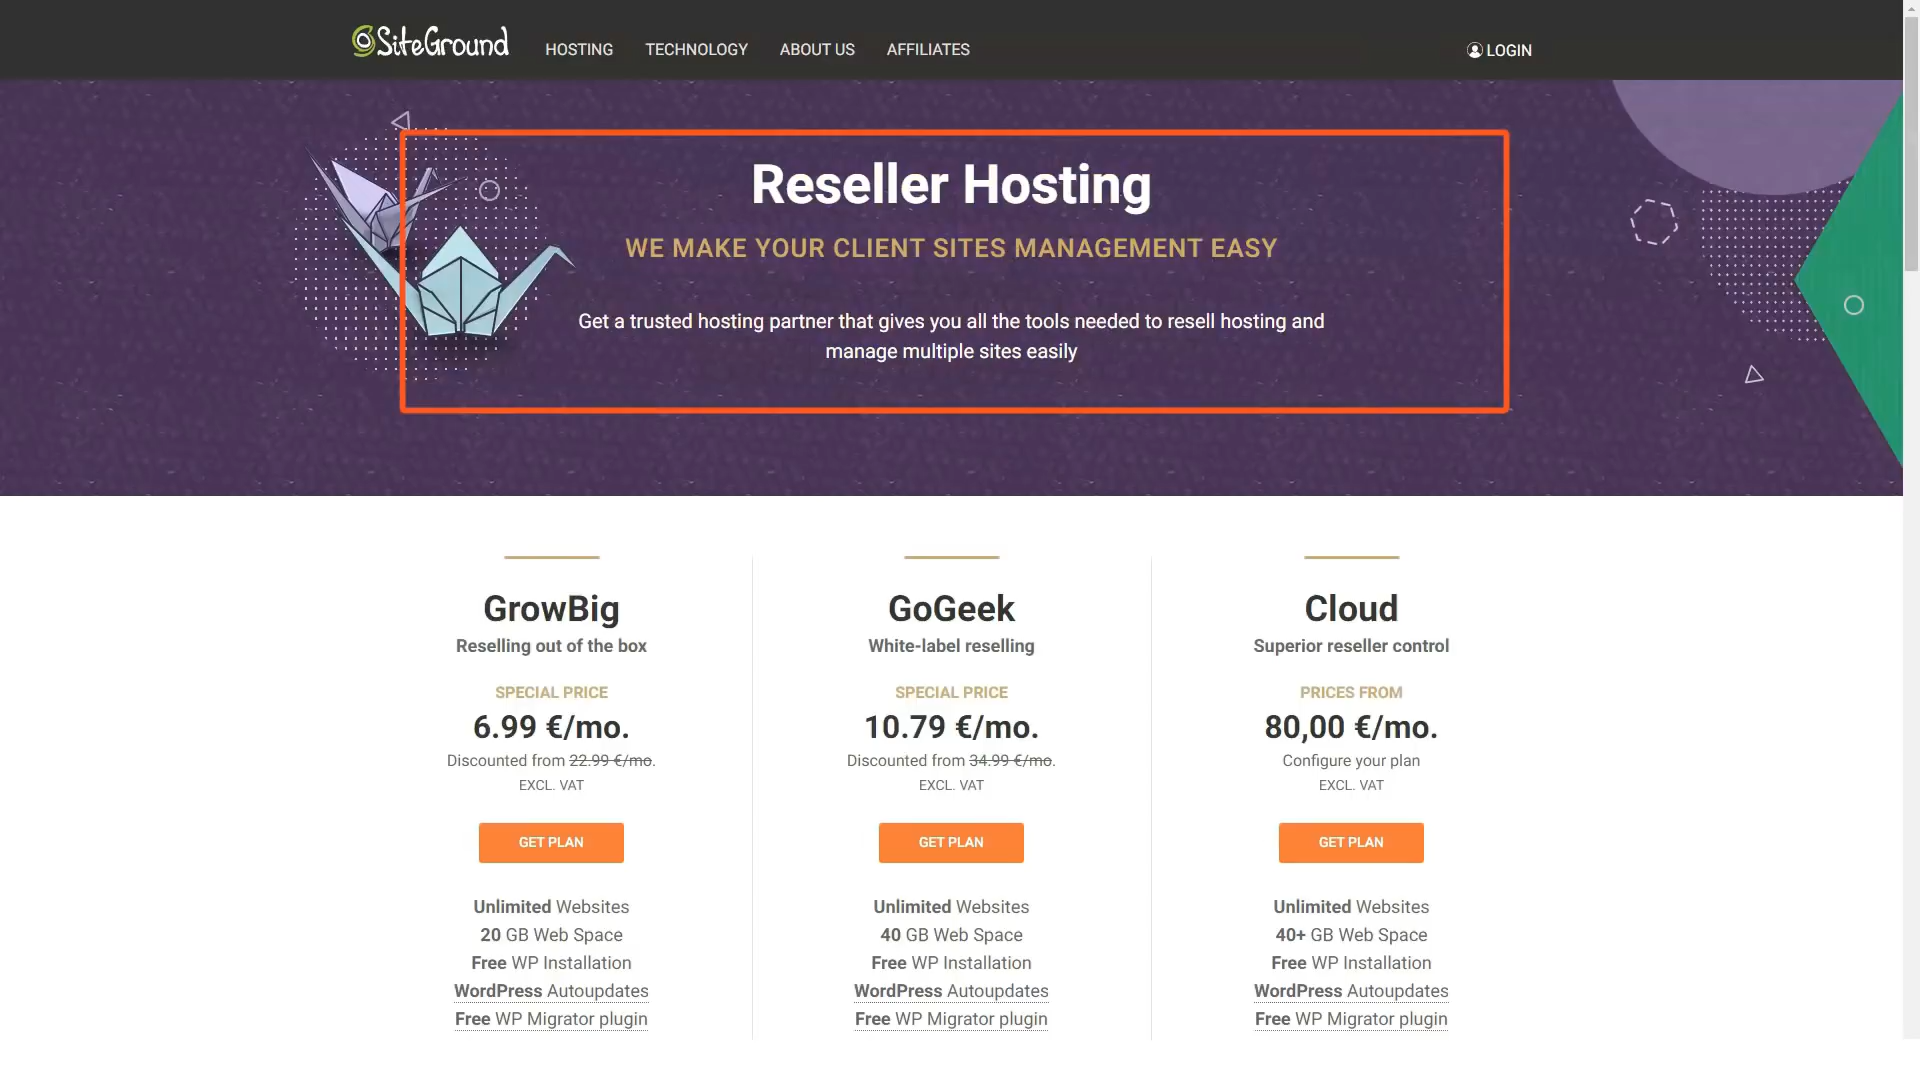 SiteGround
HOSTING TECHNOLOGY ABOUT US AFFILIATES LOGIN
Reseller Hosting
WE MAKE YOUR CLIENT SITES MANAGEMENT EASY
Get a trusted hosting partner that gives you all the tools needed to resell hosting and
manage multiple sites easily
GrowBig
Reselling out of the box
SPECIAL PRICE
6.99 €/mo.
Discounted from 22.99 €/mo.
EXCL. VAT
GET PLAN
Unlimited Websites
20 GB Web Space
Free WP Installation
WordPress Autoupdates
Free WP Migrator plugin
GoGeek
White-label reselling
SPECIAL PRICE
10.79 €/mo.
Discounted from 34.99 €/mo.
EXCL. VAT
GET PLAN
Unlimited Websites
40 GB Web Space
Free WP Installation
WordPress Autoupdates
Free WP Migrator plugin
Cloud
Superior reseller control
PRICES FROM
80,00 €/mo.
Configure your plan
EXCL. VAT
GET PLAN
Unlimited Websites
40+ GB Web Space
Free WP Installation
WordPress Autoupdates
Free WP Migrator plugin